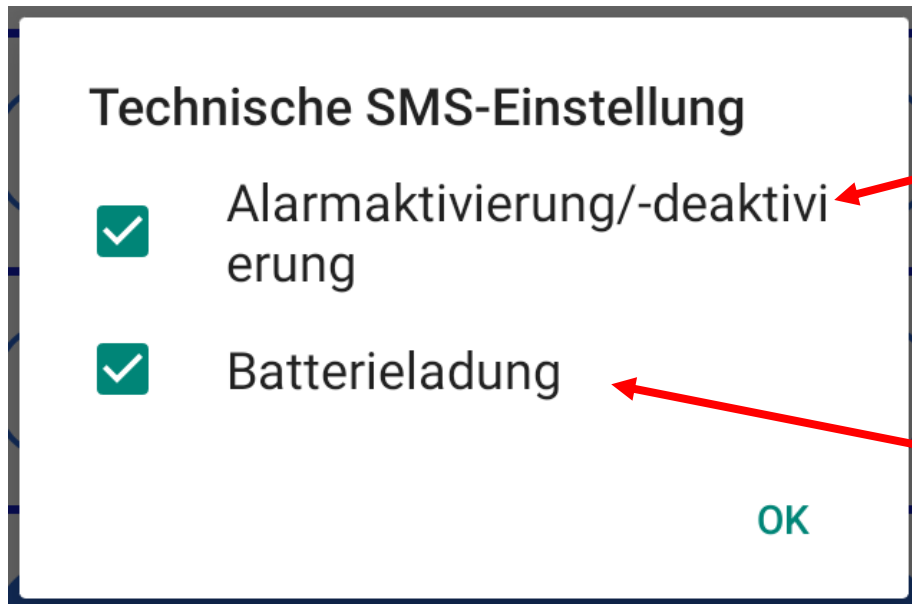 Technische SMS-Einstellung
Alarmaktivierung/-deaktivi
erung
Batterieladung
OK